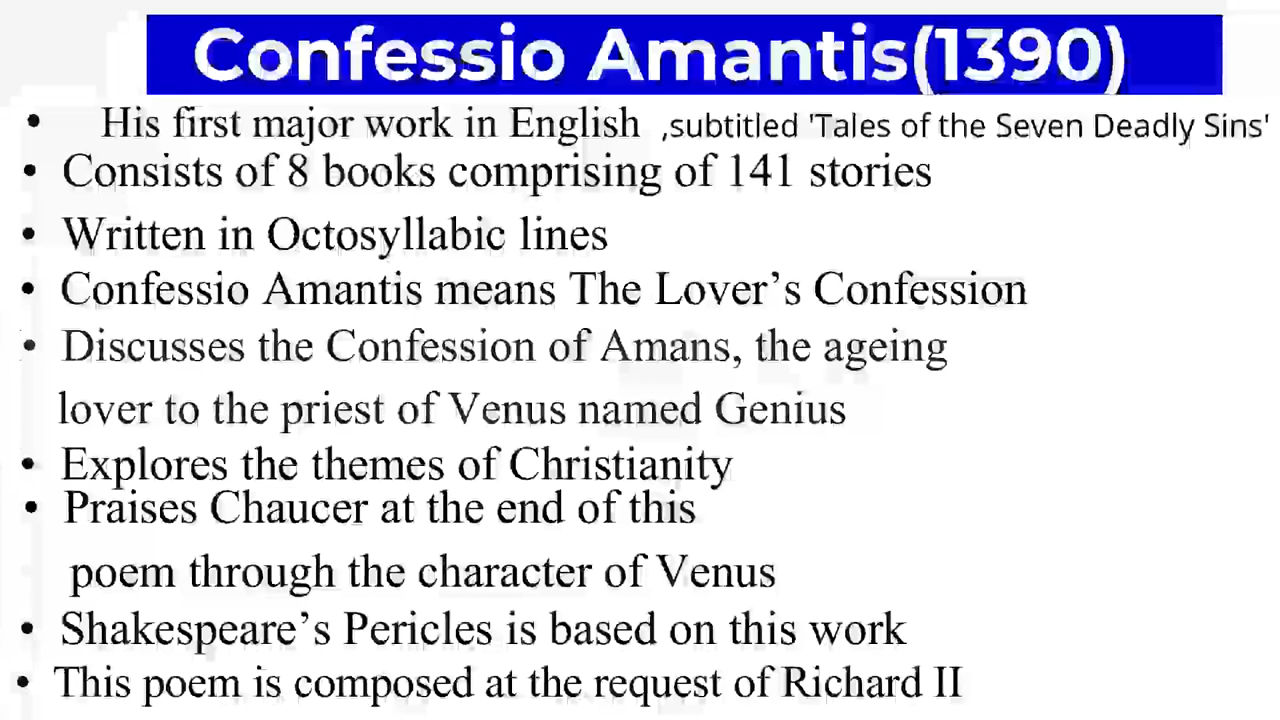 Confessio Amantis(1390)
• His first major work in English ,subtitled 'Tales of the Seven Deadly Sins'
• Consists of 8 books comprising of 141 stories
• Written in Octosyllabic lines
• Confessio Amantis means The Lover’s Confession
• Discusses the Confession of Amans, the ageing
lover to the priest of Venus named Genius
• Explores the themes of Christianity
• Praises Chaucer at the end of this
poem through the character of Venus
• Shakespeare’s Pericles is based on this work
• This poem is composed at the request of Richard II